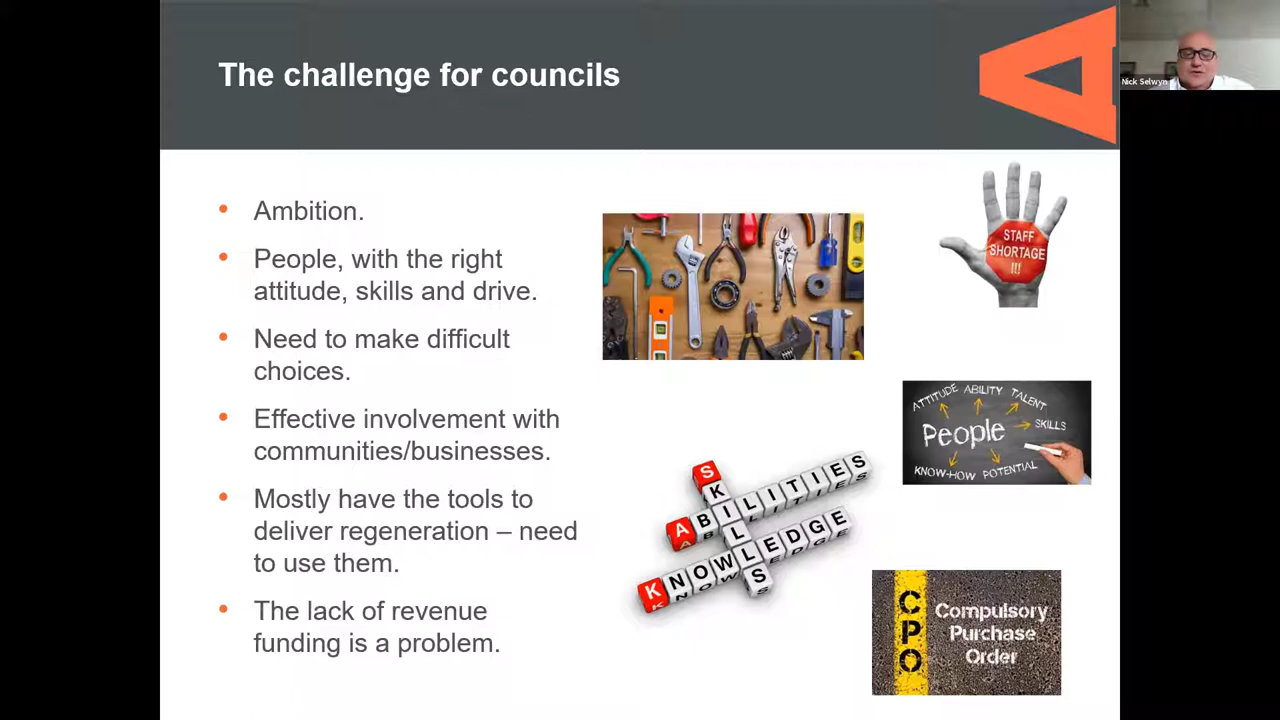 The challenge for councils
Nick Selwyn
• Ambition.
• People, with the right
attitude, skills and drive.
• Need to make difficult
choices.
• Effective involvement with
communities/businesses.
• Mostly have the tools to
deliver regeneration – need
to use them.
• The lack of revenue
funding is a problem.
STAFF
SHORTAGE
!!!
ATTITUDE ABILITY TALENT
People
SKILLS
KNOW-HOW POTENTIAL
SKILLS
ABILITIES
KNOWLEDGE
CPO
Compulsory
Purchase
Order